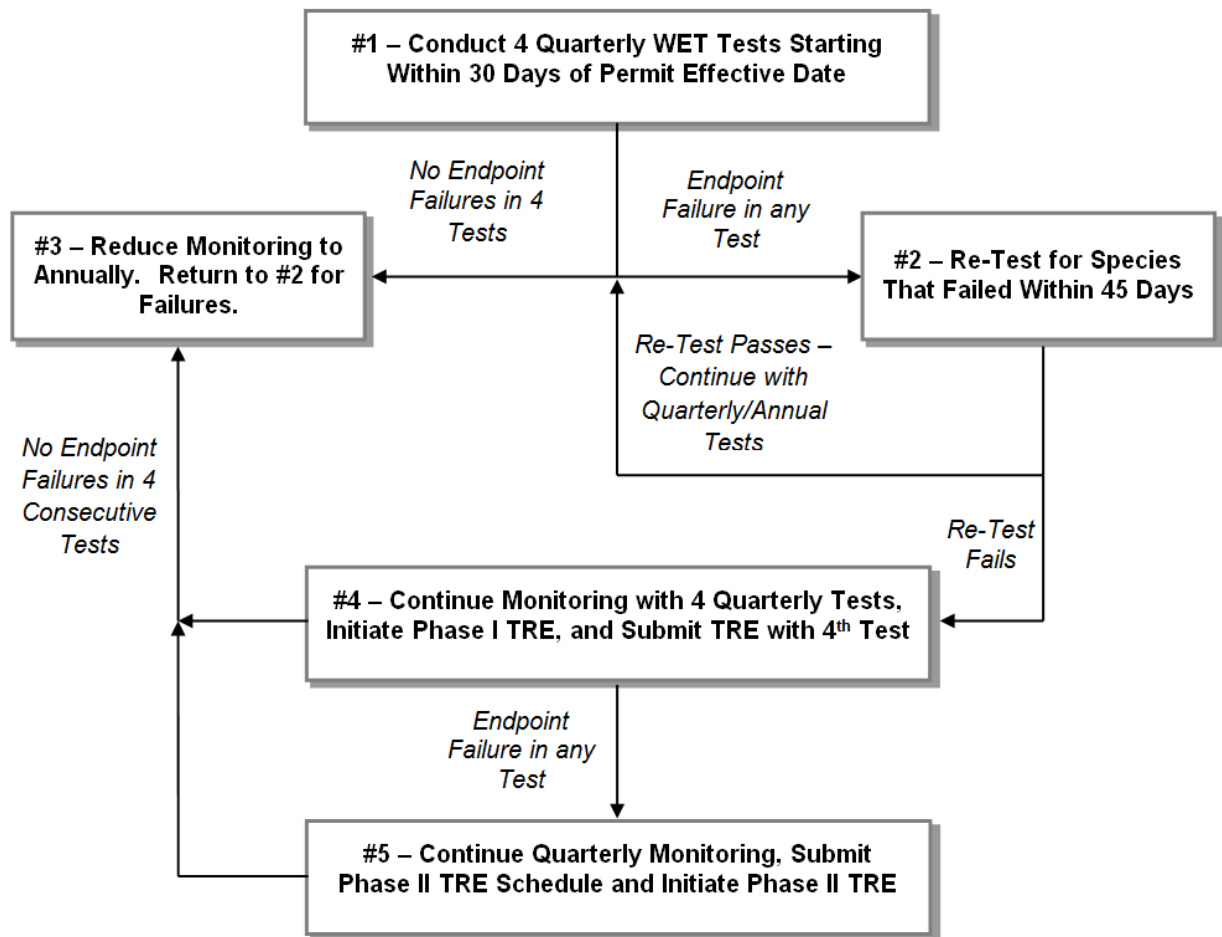 #1 – Conduct 4 Quarterly WET Tests Starting
Within 30 Days of Permit Effective Date
No Endpoint
Failures in 4
Tests
Endpoint
Failure in any
Test
#3 – Reduce Monitoring to
Annually.   Return to #2 for
Failures.
#2 – Re-Test for Species
That Failed Within 45 Days
Re-Test Passes –
Continue with
Quarterly/Annual
Tests
No Endpoint
Failures in 4
Consecutive
Tests
Re-Test
Fails
#4 – Continue Monitoring with 4 Quarterly Tests,
Initiate Phase I TRE, and Submit TRE with 4th Test
Endpoint
Failure in any
Test
#5 – Continue Quarterly Monitoring, Submit
Phase II TRE Schedule and Initiate Phase II TRE